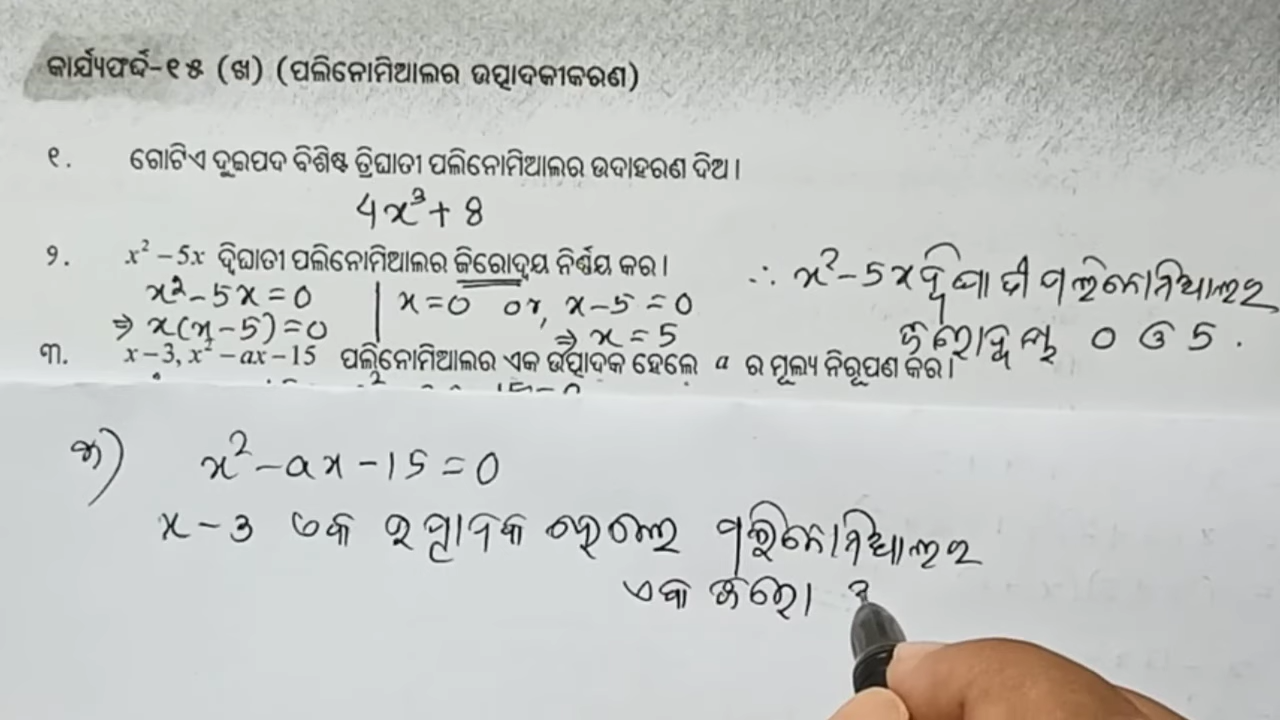 କାର୍ଯ୍ୟଫର୍ଦ୍ଦ-୧୫ (ଖ) (ପଲିନୋମିଆଲର ଉତ୍ପାଦକୀକରଣ)
୧. ଗୋଟିଏ ଦୁଇପଦ ବିଶିଷ୍ଟ ତ୍ରିଘାତୀ ପଲିନୋମିଆଲର ଉଦାହରଣ ଦିଅ।
4x³ + 8
୨. x² – 5x ଦ୍ୱିଘାତୀ ପଲିନୋମିଆଲର ଜିରୋଦ୍ୱୟ ନିର୍ଣ୍ଣୟ କର।
x² – 5x = 0
⇒ x(x – 5) = 0
x = 0 or, x – 5 = 0
⇒ x = 5
∴ x² – 5x ଦ୍ୱିଘାତୀ ପଲିନୋମିଆଲର
ଜିରୋଦ୍ୱୟ 0 ଓ 5.
୩. x – 3, x² – ax – 15 ପଲିନୋମିଆଲର ଏକ ଉତ୍ପାଦକ ହେଲେ a ର ମୂଲ୍ୟ ନିରୂପଣ କର।
୩) x² – ax – 15 = 0
x – 3 ଏକ ଉତ୍ପାଦକ ହେଲେ ପଲିନୋମିଆଲର
ଏକ ଜିରୋ